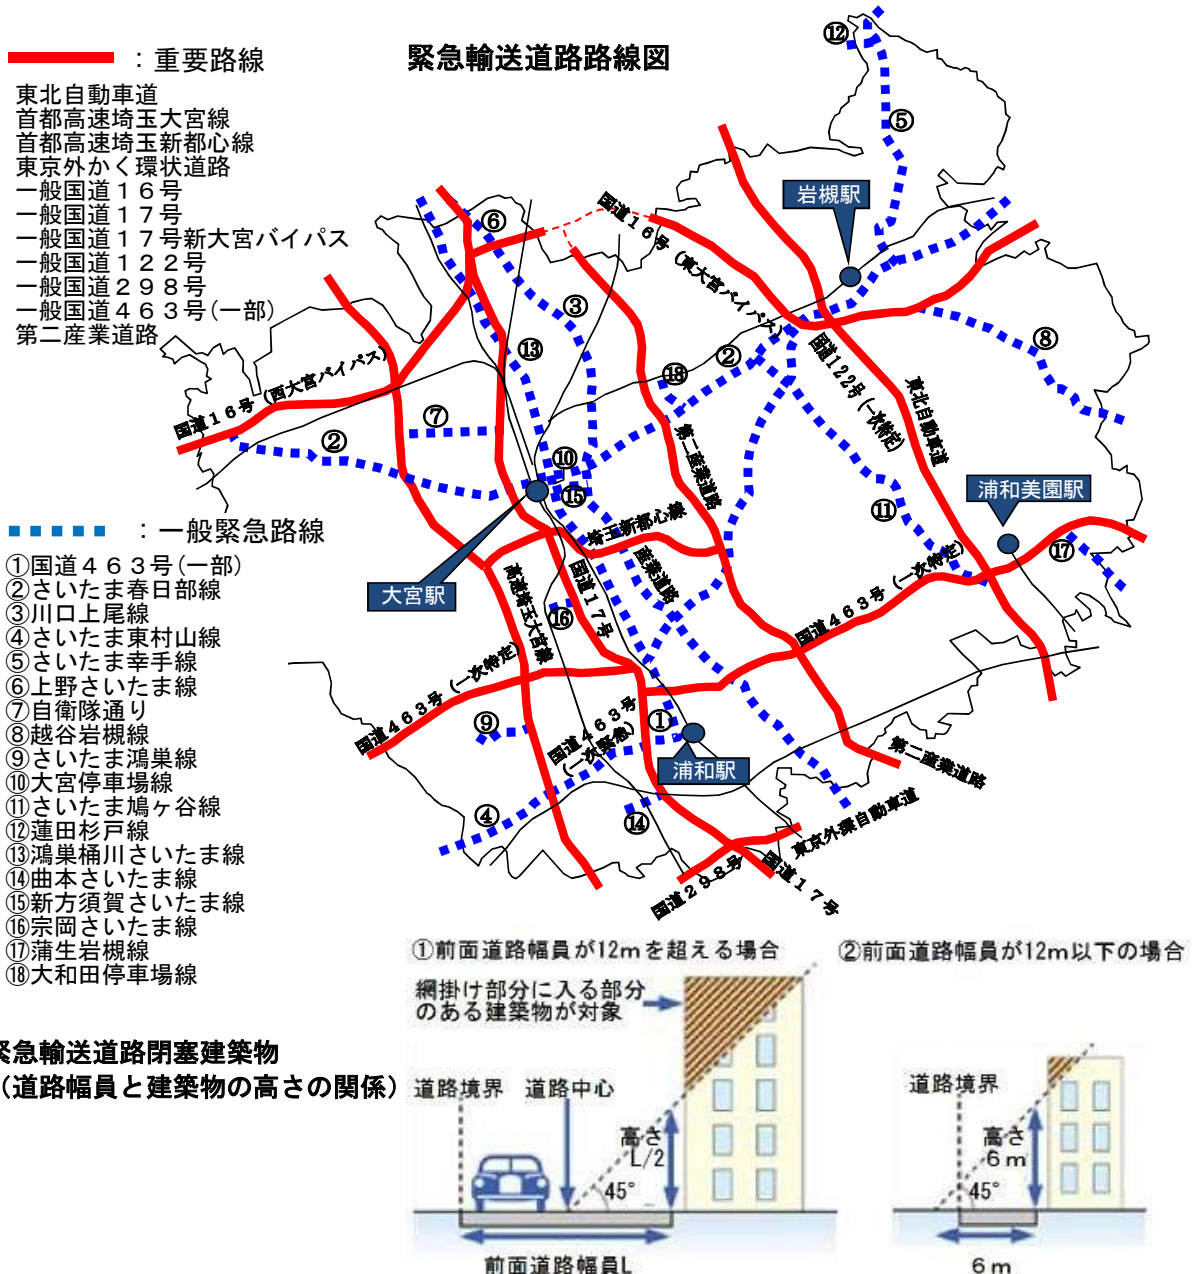 緊急輸送道路路線図
：重要路線
東北自動車道
首都高速埼玉大宮線
首都高速埼玉新都心線
東京外かく環状道路
一般国道１６号
一般国道１７号
一般国道１７号新大宮バイパス
一般国道１２２号
一般国道２９８号
一般国道４６３号(一部)
第二産業道路
：一般緊急路線
①国道４６３号(一部)
②さいたま春日部線
③川口上尾線
④さいたま東村山線
⑤さいたま幸手線
⑥上野さいたま線
⑦自衛隊通り
⑧越谷岩槻線
⑨さいたま鴻巣線
⑩大宮停車場線
⑪さいたま鳩ヶ谷線
⑫蓮田杉戸線
⑬鴻巣桶川さいたま線
⑭曲本さいたま線
⑮新方須賀さいたま線
⑯宗岡さいたま線
⑰蒲生岩槻線
⑱大和田停車場線
⑫
⑤
岩槻駅
⑥
国道１６号（東大宮バイパス）
③
⑬
②
⑱
⑧
国道１６号（西大宮バイパス）
国道１２２号（一次特定）
東北自動車道
⑦
②
⑩
⑮
第二産業道路
⑪
浦和美園駅
⑰
埼玉新都心線
産業道路
大宮駅
高速埼玉大宮線
国道１７号
⑯
国道４６３号（一次特定）
国道４６３号（一次特定）
⑨
国道４６３号
（一次緊急）
①
浦和駅
④
⑭
第二産業道路
東京外環自動車道
国道２９８号
国道１７号
緊急輸送道路閉塞建築物
（道路幅員と建築物の高さの関係）
①前面道路幅員が12mを超える場合
網掛け部分に入る部分
のある建築物が対象
道路境界
道路中心
高さ
L/2
45°
前面道路幅員L
②前面道路幅員が12m以下の場合
道路境界
高さ
6ｍ
45°
6ｍ